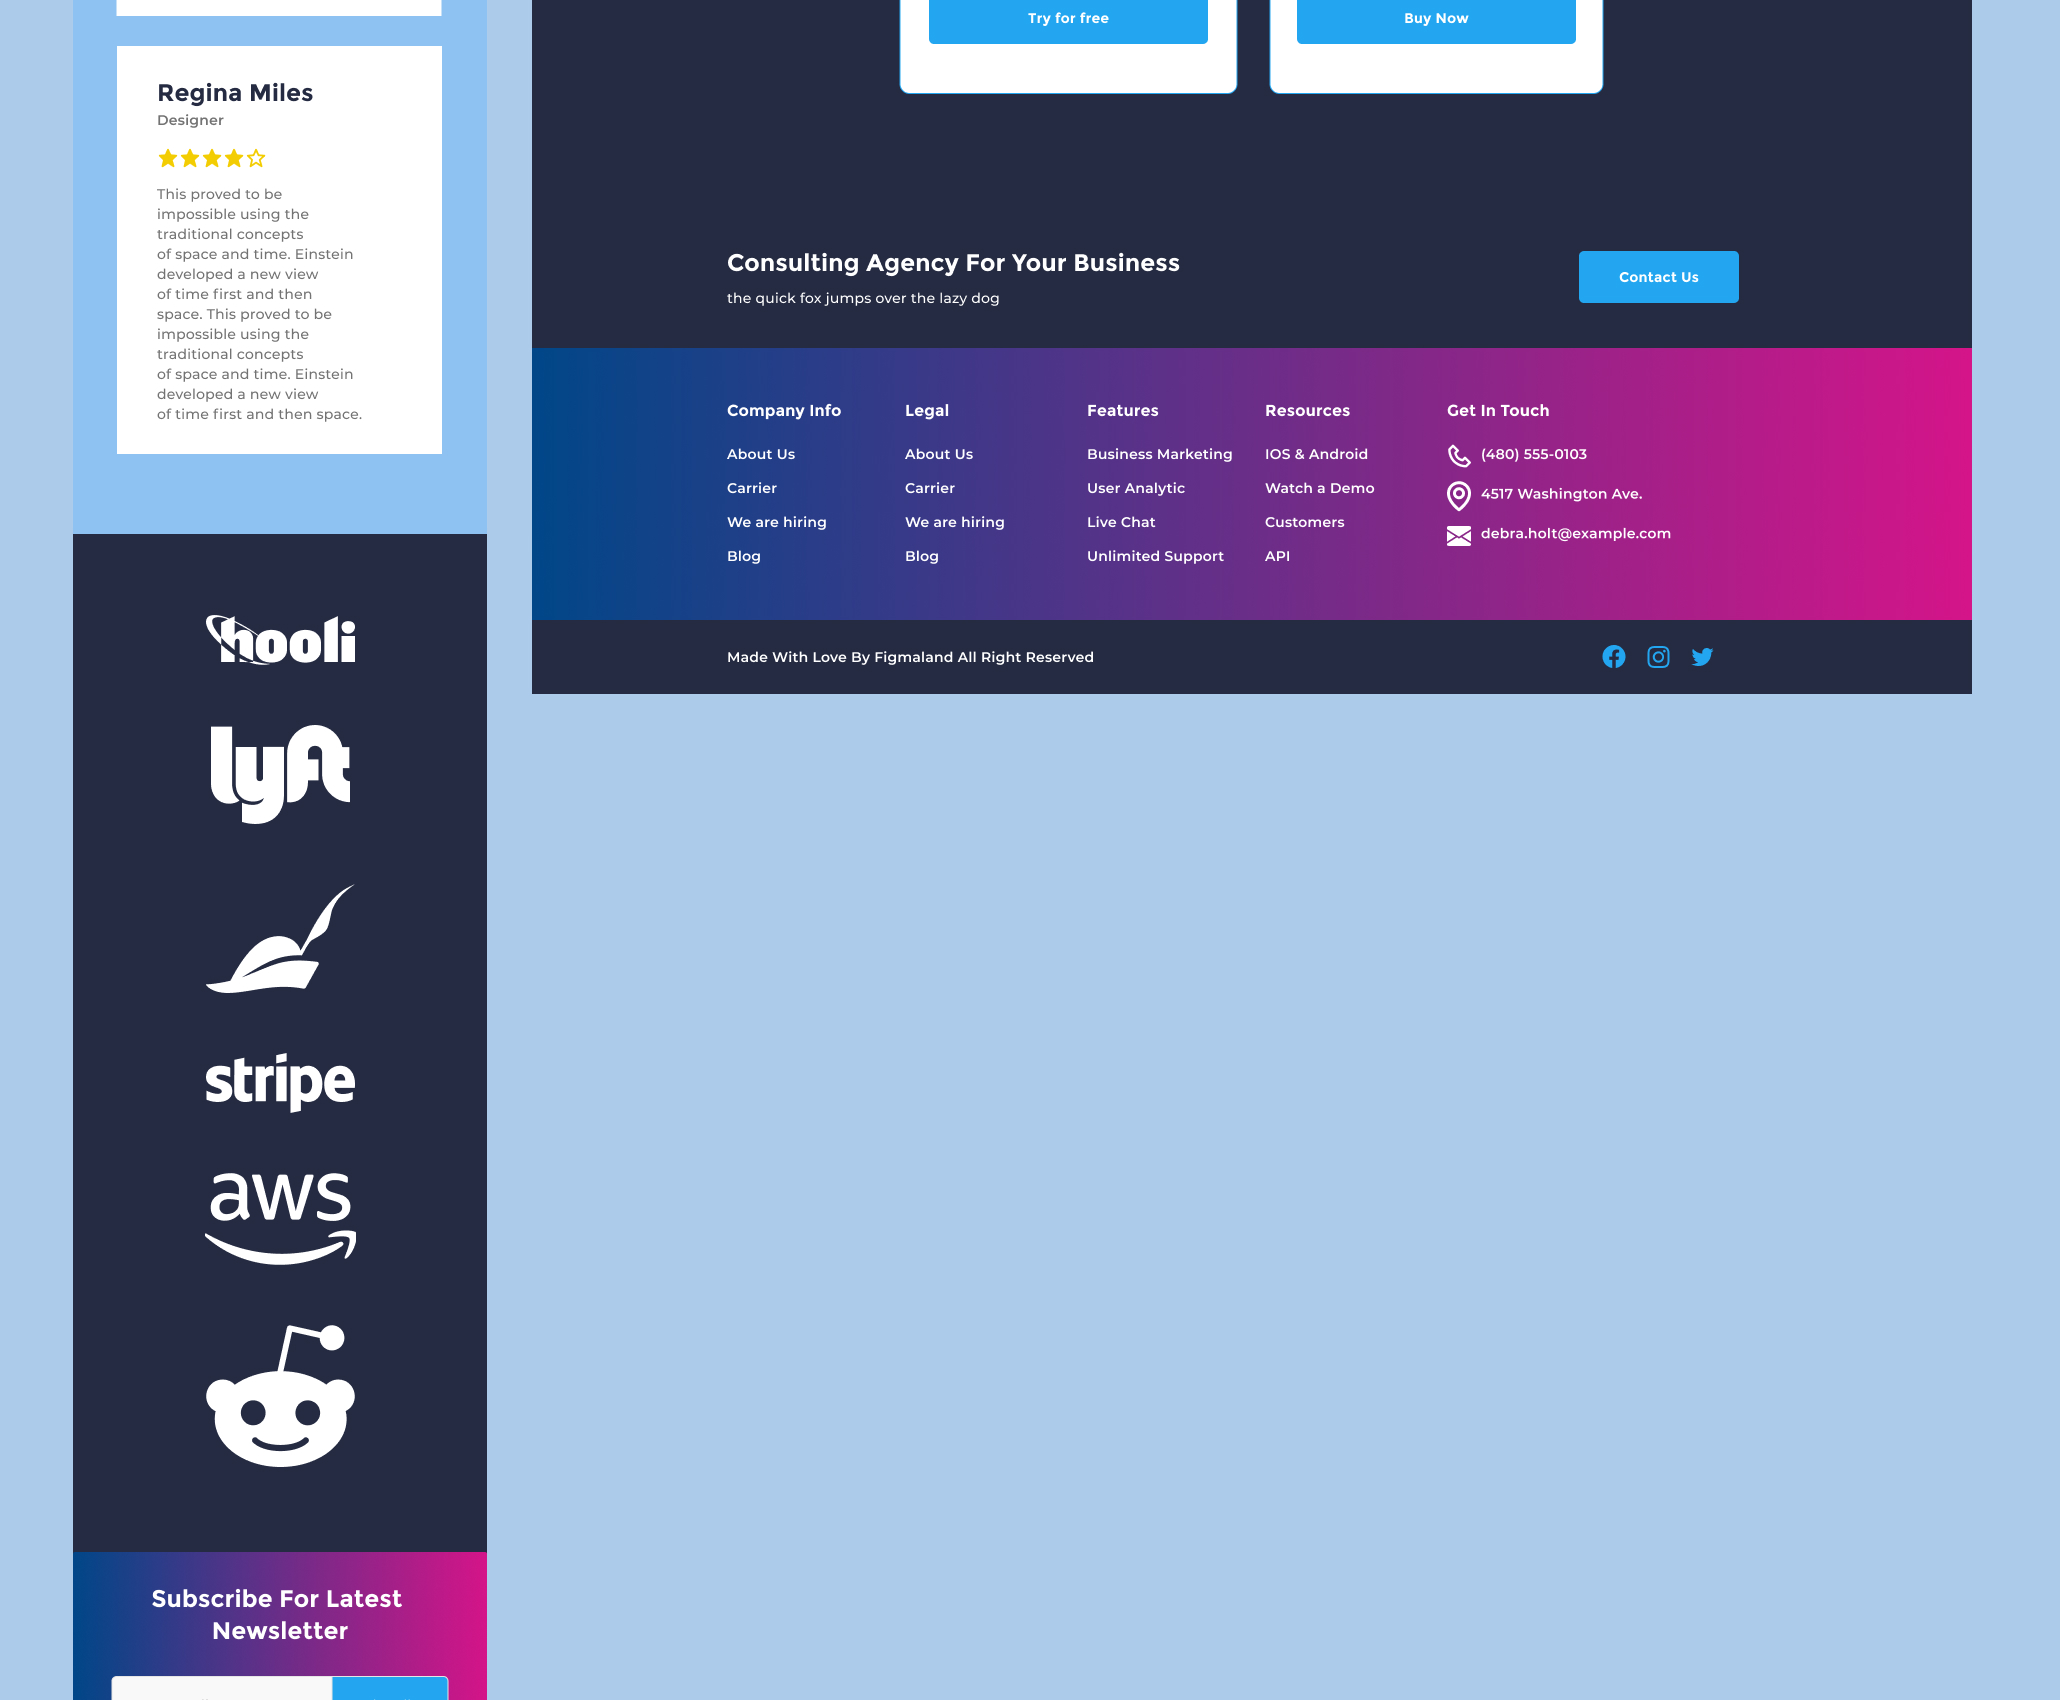 Regina Miles
Designer
This proved to be
impossible using the
traditional concepts
of space and time. Einstein
developed a new view
of time first and then
space. This proved to be
impossible using the
traditional concepts
of space and time. Einstein
developed a new view
of time first and then space.
hooli
lyft
stripe
aws
Subscribe For Latest
Newsletter
Try for free
Buy Now
Consulting Agency For Your Business
the quick fox jumps over the lazy dog
Contact Us
Company Info
About Us
Carrier
We are hiring
Blog
Legal
About Us
Carrier
We are hiring
Blog
Features
Business Marketing
User Analytic
Live Chat
Unlimited Support
Resources
IOS & Android
Watch a Demo
Customers
API
Get In Touch
(480) 555-0103
4517 Washington Ave.
debra.holt@example.com
Made With Love By Figmaland All Right Reserved